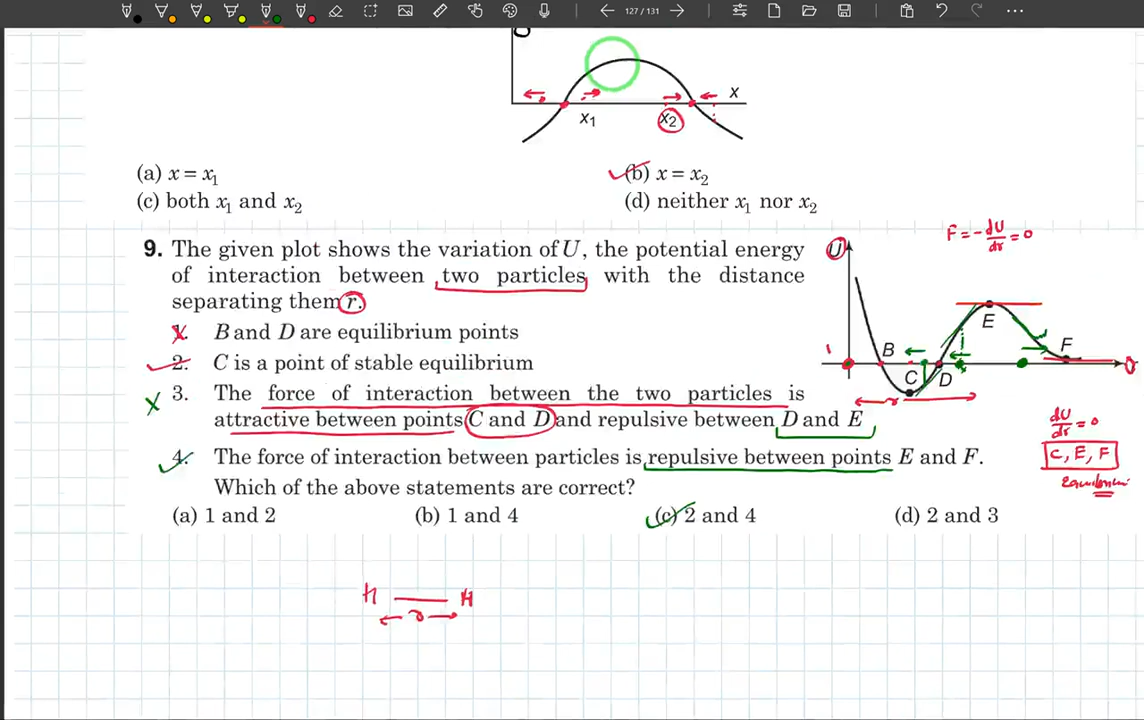 127 / 131
x
x₁
x₂
(a) x = x₁
(b) x = x₂
(c) both x₁ and x₂
(d) neither x₁ nor x₂
9. The given plot shows the variation of U, the potential energy
of interaction between two particles with the distance
separating them r.
1. B and D are equilibrium points
2. C is a point of stable equilibrium
3. The force of interaction between the two particles is
attractive between points C and D and repulsive between D and E
4. The force of interaction between particles is repulsive between points E and F.
Which of the above statements are correct?
(a) 1 and 2
(b) 1 and 4
(c) 2 and 4
(d) 2 and 3
F = -dU/dr = 0
U
E
B
F
C
D
r
dU/dr = 0
C, E, F
Equilibrium
H
H
r